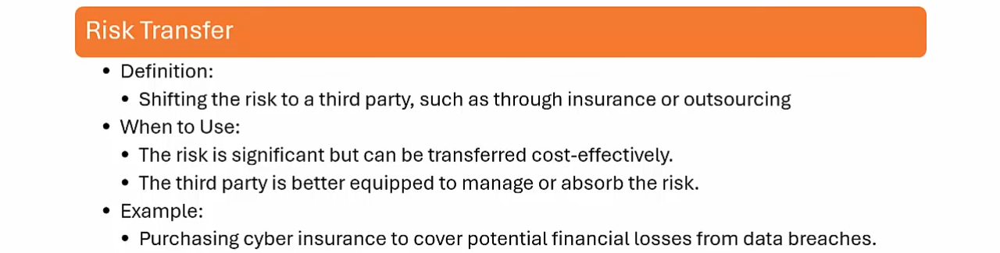 Risk Transfer
• Definition:
• Shifting the risk to a third party, such as through insurance or outsourcing
• When to Use:
• The risk is significant but can be transferred cost-effectively.
• The third party is better equipped to manage or absorb the risk.
• Example:
• Purchasing cyber insurance to cover potential financial losses from data breaches.